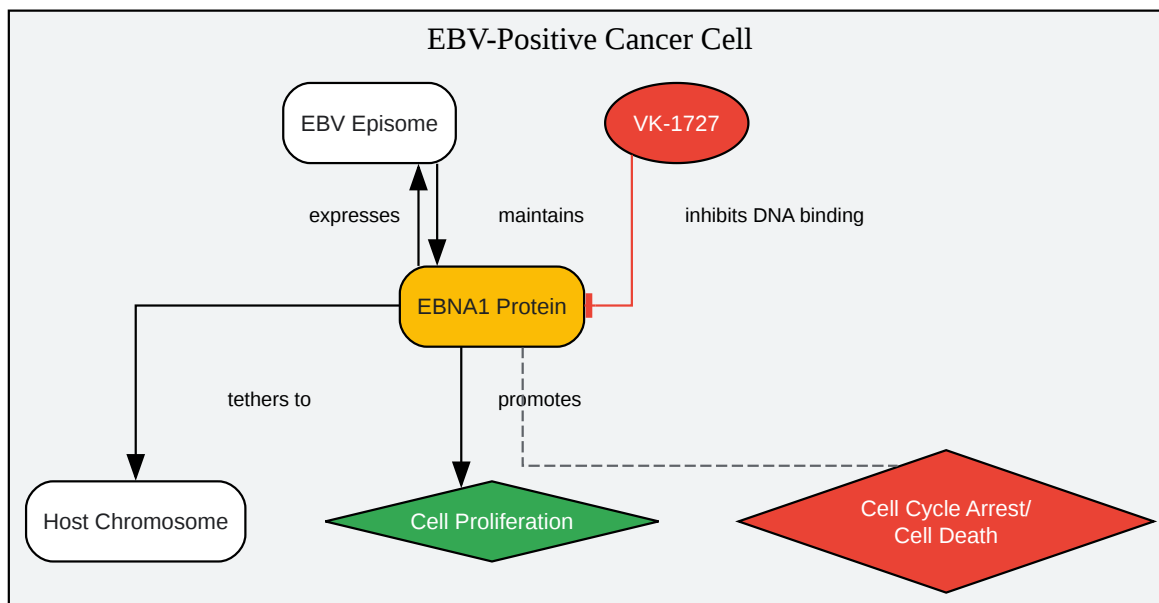 EBV-Positive Cancer Cell
EBV Episome
VK-1727
expresses
maintains
inhibits DNA binding
EBNA1 Protein
tethers to
promotes
Host Chromosome
Cell Proliferation
Cell Cycle Arrest/
Cell Death